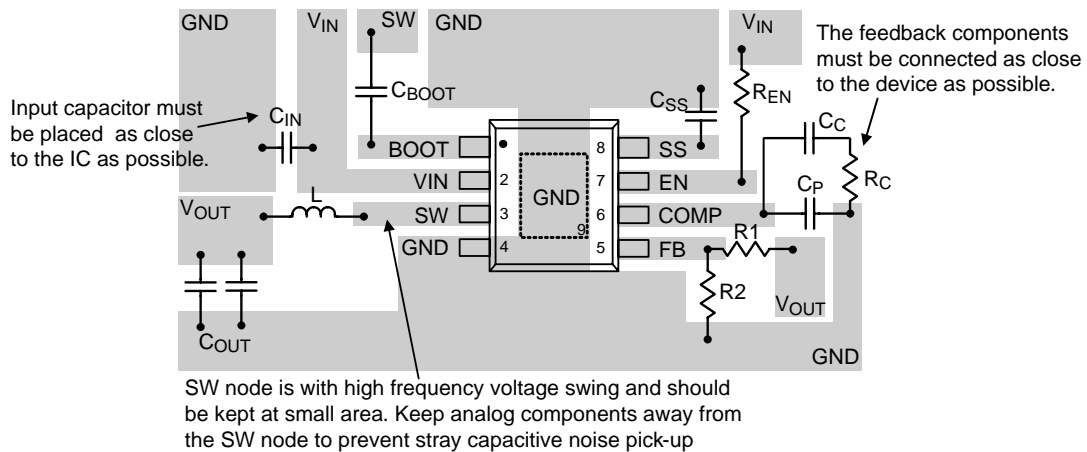 GND
VIN
SW
GND
VIN
The feedback components
must be connected as close
to the device as possible.
Input capacitor must
be placed as close
to the IC as possible.
CIN
CBOOT
CSS
REN
CC
RC
CP
BOOT
VIN
SW
GND
2
3
4
GND
9
8
7
6
5
SS
EN
COMP
FB
VOUT
L
R1
R2
VOUT
COUT
GND
SW node is with high frequency voltage swing and should
be kept at small area. Keep analog components away from
the SW node to prevent stray capacitive noise pick-up